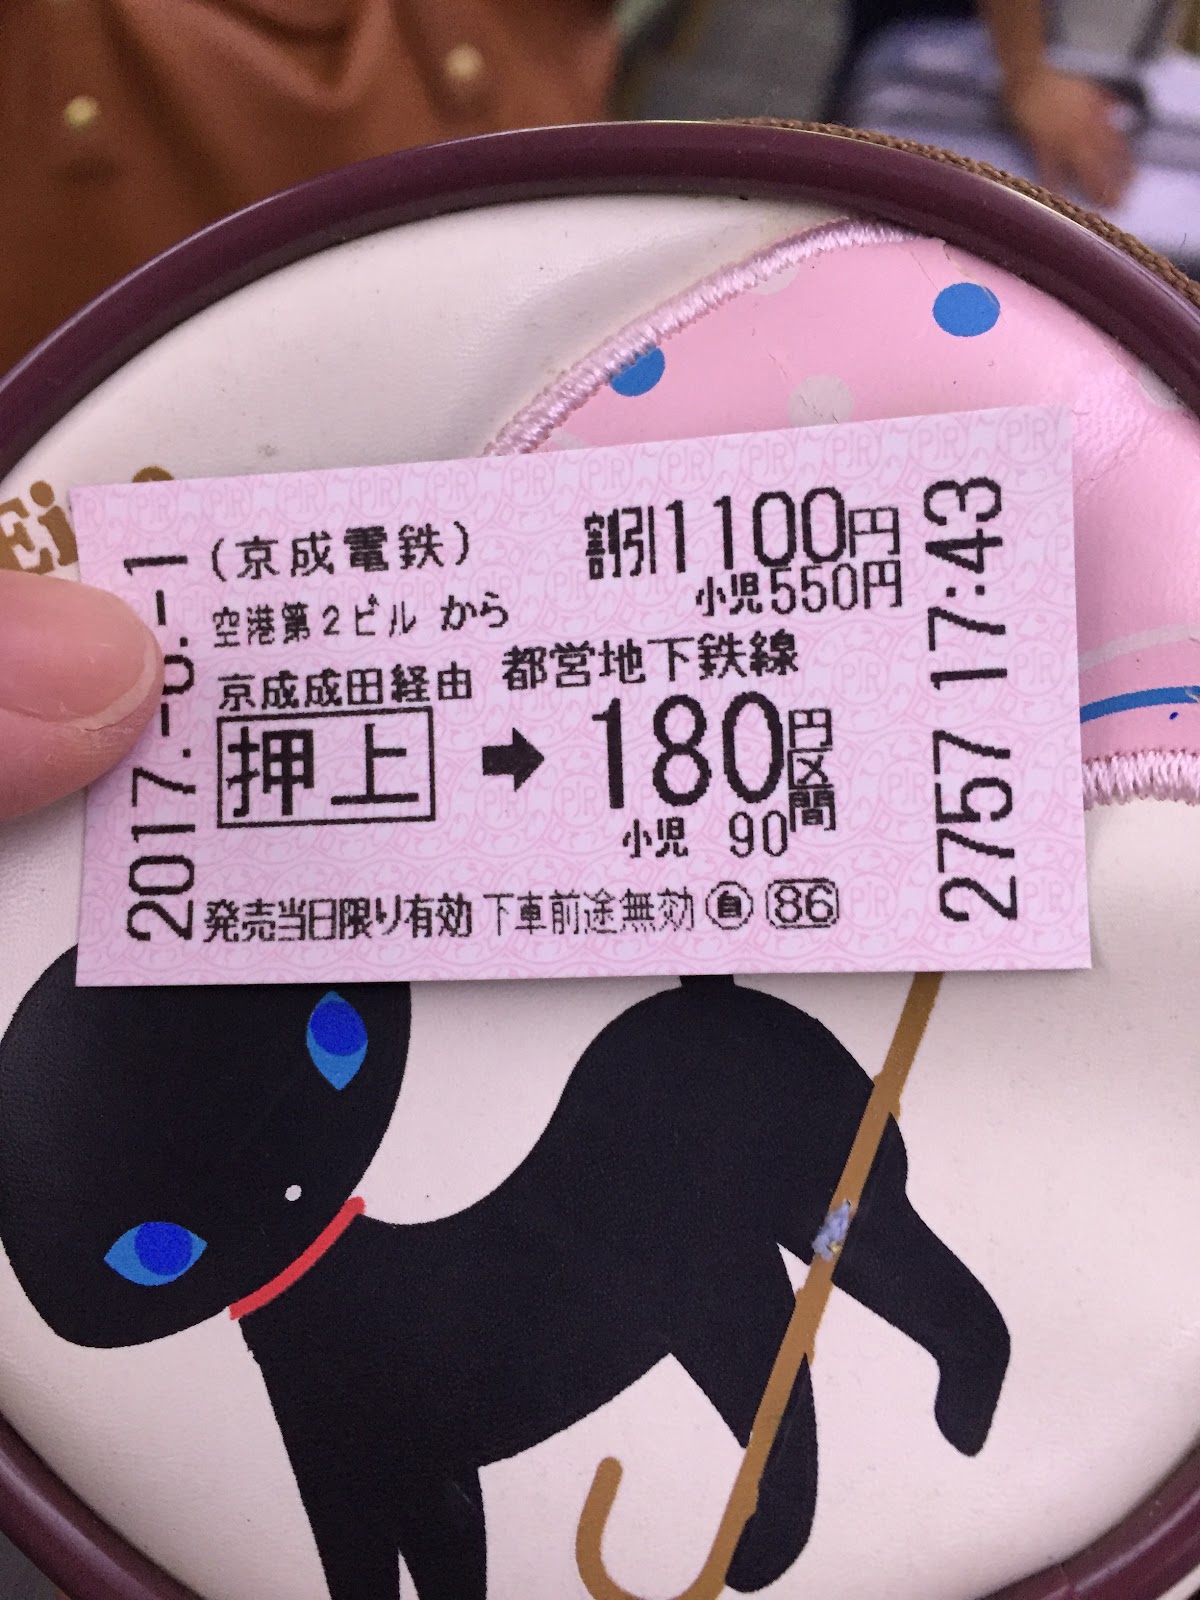 (京成電鉄) 割引1100円
小児550円
空港第2ビルから
京成成田経由 都営地下鉄線
押上 ➡ 180円区間
小児 90
発売当日限り有効 下車前途無効 自 86
2757 17:43
Ei